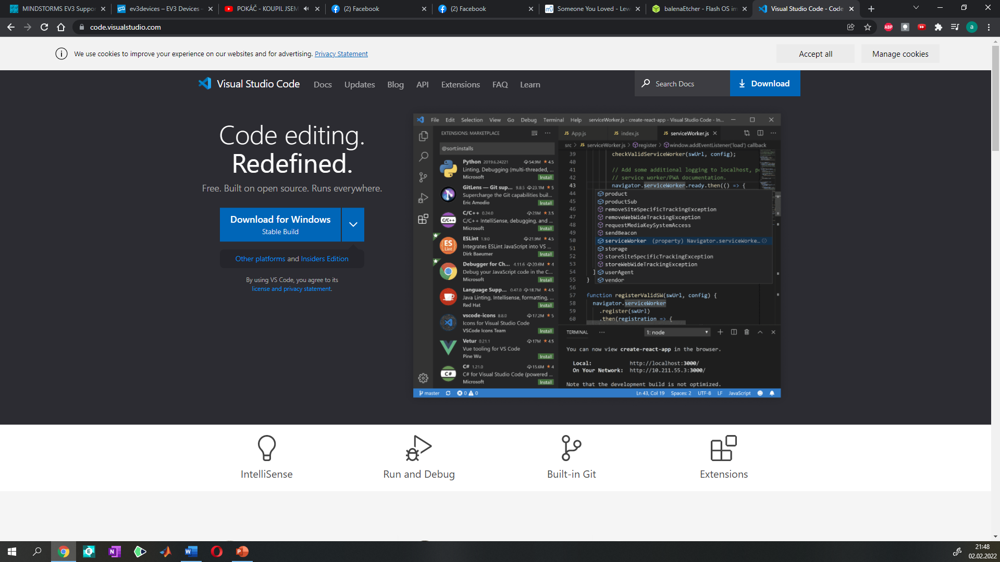 MINDSTORMS EV3 Suppor
ev3devices – EV3 Devices –
POKÁČ - KOUPIL JSEM
(2) Facebook
(2) Facebook
Someone You Loved - Lew
balenaEtcher - Flash OS im
Visual Studio Code - Code
code.visualstudio.com
ABP
a
We use cookies to improve your experience on our websites and for advertising. Privacy Statement
Accept all
Manage cookies
Visual Studio Code
Docs
Updates
Blog
API
Extensions
FAQ
Learn
Search Docs
Download
Code editing.
Redefined.
Free. Built on open source. Runs everywhere.
Download for Windows
Stable Build
Other platforms and Insiders Edition
By using VS Code, you agree to its
license and privacy statement.
File Edit Selection View Go Debug Terminal Help serviceWorker.js - create-react-app - Visual Studio Code - In...
EXTENSIONS: MARKETPLACE
@sort:installs
Python 2019.6.24221 54.9M ★ 4.5
Linting, Debugging (multi-threaded, ...
Microsoft
Install
GitLens — Git sup... 9.8.5 23.1M ★ 5
Supercharge the Git capabilities buil...
Eric Amodio
Install
C/C++ 0.24.0 23M ★ 3.5
C/C++
C/C++ IntelliSense, debugging, and ...
Microsoft
Install
ESLint 1.9.0 21.9M ★ 4.5
ES
Lint
Integrates ESLint JavaScript into VS ...
Dirk Baeumer
Install
Debugger for Ch... 4.11.6 20.6M ★ 4
Debug your JavaScript code in the C...
Microsoft
Install
Language Supp... 0.47.0 18.7M ★ 4.5
Java Linting, Intellisense, formatting, ...
Red Hat
Install
vscode-icons 8.8.0 17.2M ★ 5
Icons for Visual Studio Code
VSCode Icons Team
Install
Vetur 0.21.1 17M ★ 4.5
Vue tooling for VS Code
Pine Wu
Install
C# 1.21.0 15.6M ★ 4
C#
C# for Visual Studio Code (powered ...
Microsoft
Install
JS App.js
JS index.js
JS serviceWorker.js
src > JS serviceWorker.js > register > window.addEventListener('load') callback
39 checkValidServiceWorker(swUrl, config);
40
41 // Add some additional logging to localhost, p
42 // service worker/PWA documentation.
43 navigator.serviceWorker.ready.then(() => {
44 product
45 productSub
46 removeSiteSpecificTrackingException
47 removeWebWideTrackingException
48 requestMediaKeySystemAccess
49 sendBeacon
50 serviceWorker (property) Navigator.serviceWorke...
51 storage
52 storeSiteSpecificTrackingException
53 storeWebWideTrackingException
54 } userAgent
55 } vendor
56
57 function registerValidSW(swUrl, config) {
58 navigator.serviceWorker
59 .register(swUrl)
60 .then(registration => {
TERMINAL ... 1: node
You can now view create-react-app in the browser.
Local: http://localhost:3000/
On Your Network: http://10.211.55.3:3000/
Note that the development build is not optimized.
master 0 0 Ln 43, Col 19 Spaces: 2 UTF-8 LF JavaScript
IntelliSense
Run and Debug
Built-in Git
Extensions
21:48
02.02.2022